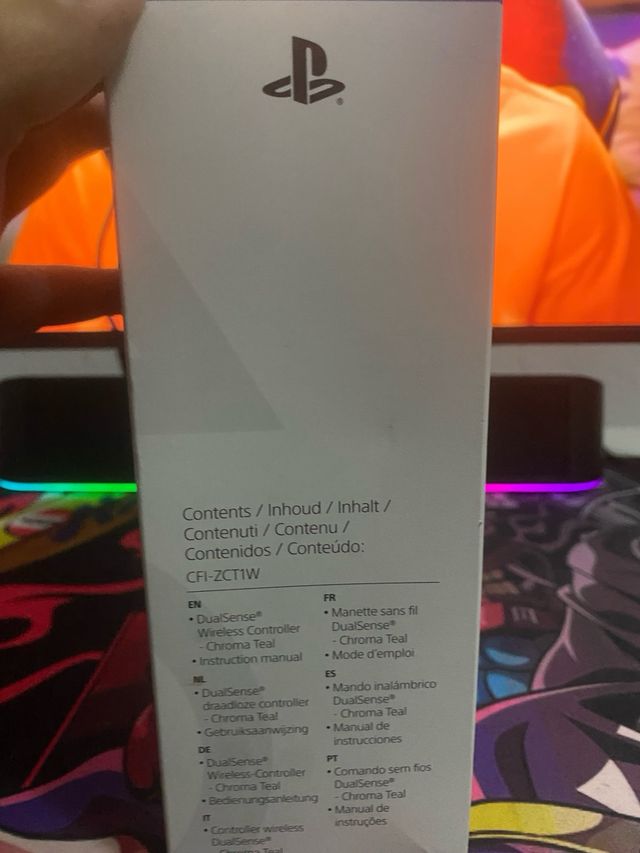 Contents / Inhoud / Inhalt /
Contenuti / Contenu /
Contenidos / Conteúdo:
CFI-ZCT1W
EN
• DualSense®
Wireless Controller
- Chroma Teal
• Instruction manual
NL
• DualSense®
draadloze controller
- Chroma Teal
• Gebruiksaanwijzing
DE
• DualSense®
Wireless-Controller
- Chroma Teal
• Bedienungsanleitung
IT
• Controller wireless
DualSense®
- Chroma Teal
FR
• Manette sans fil
DualSense®
- Chroma Teal
• Mode d'emploi
ES
• Mando inalámbrico
DualSense®
- Chroma Teal
• Manual de
instrucciones
PT
• Comando sem fios
DualSense®
- Chroma Teal
• Manual de
instruções